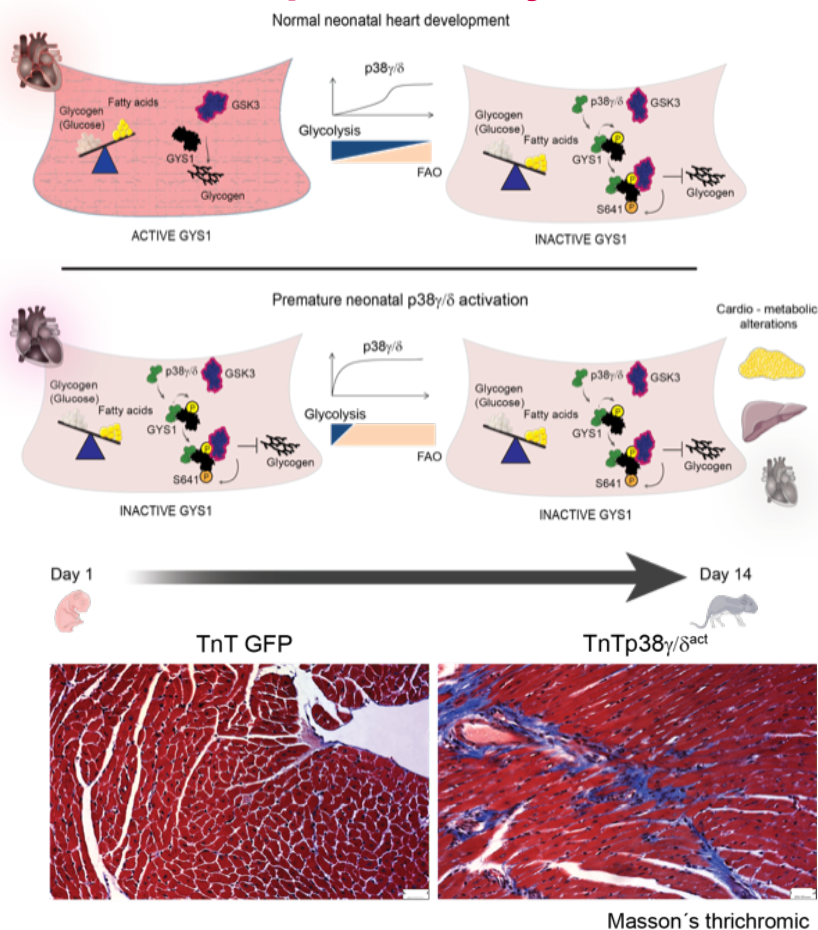 Normal neonatal heart development
Glycogen
(Glucose)
Fatty acids
GSK3
GYS1
Glycogen
ACTIVE GYS1
p38γ/δ
Glycolysis
FAO
Glycogen
(Glucose)
Fatty acids
p38γ/δ
GSK3
P
GYS1
P
S641
P
Glycogen
INACTIVE GYS1
Premature neonatal p38γ/δ activation
Glycogen
(Glucose)
Fatty acids
p38γ/δ
GSK3
P
GYS1
P
S641
P
Glycogen
INACTIVE GYS1
p38γ/δ
Glycolysis
FAO
Glycogen
(Glucose)
Fatty acids
p38γ/δ
GSK3
P
GYS1
P
S641
P
Glycogen
INACTIVE GYS1
Cardio - metabolic
alterations
Day 1
Day 14
TnT GFP
TnTp38γ/δact
Masson´s thrichromic